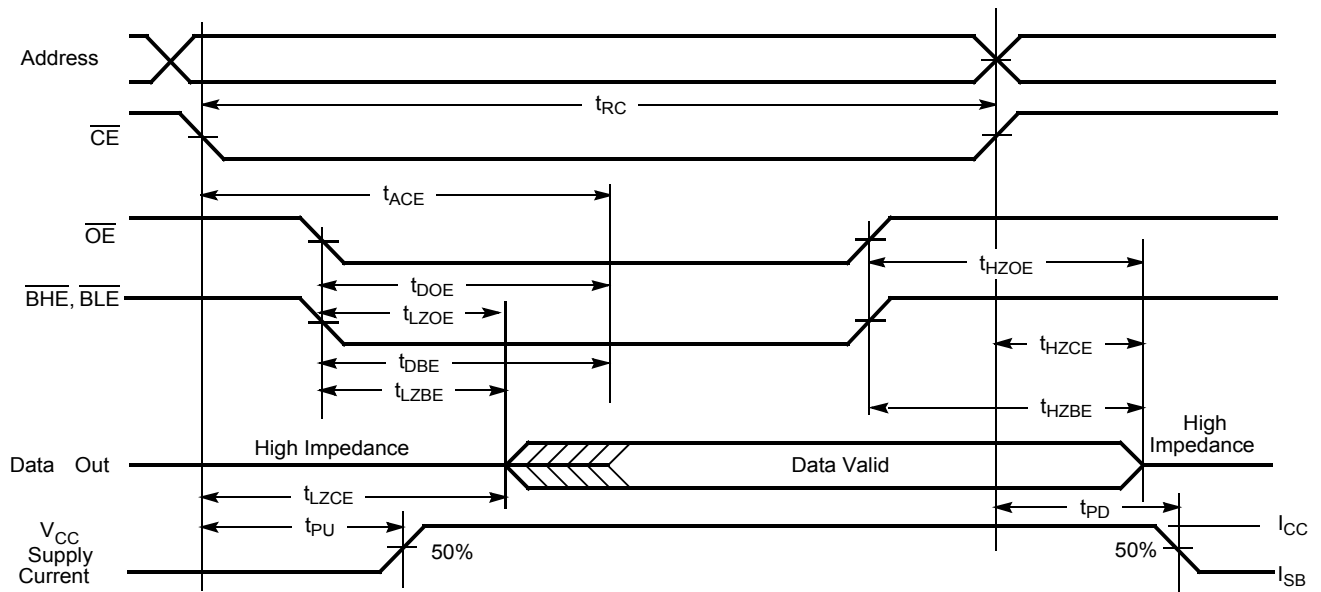 Address
tRC
CE
tACE
OE
tHZOE
tDOE
BHE, BLE
tLZOE
tHZCE
tDBE
tLZBE
tHZBE
High
Impedance
High Impedance
Data Out
Data Valid
tLZCE
tPD
tPU
VCC
Supply
Current
50%
50%
ICC
ISB